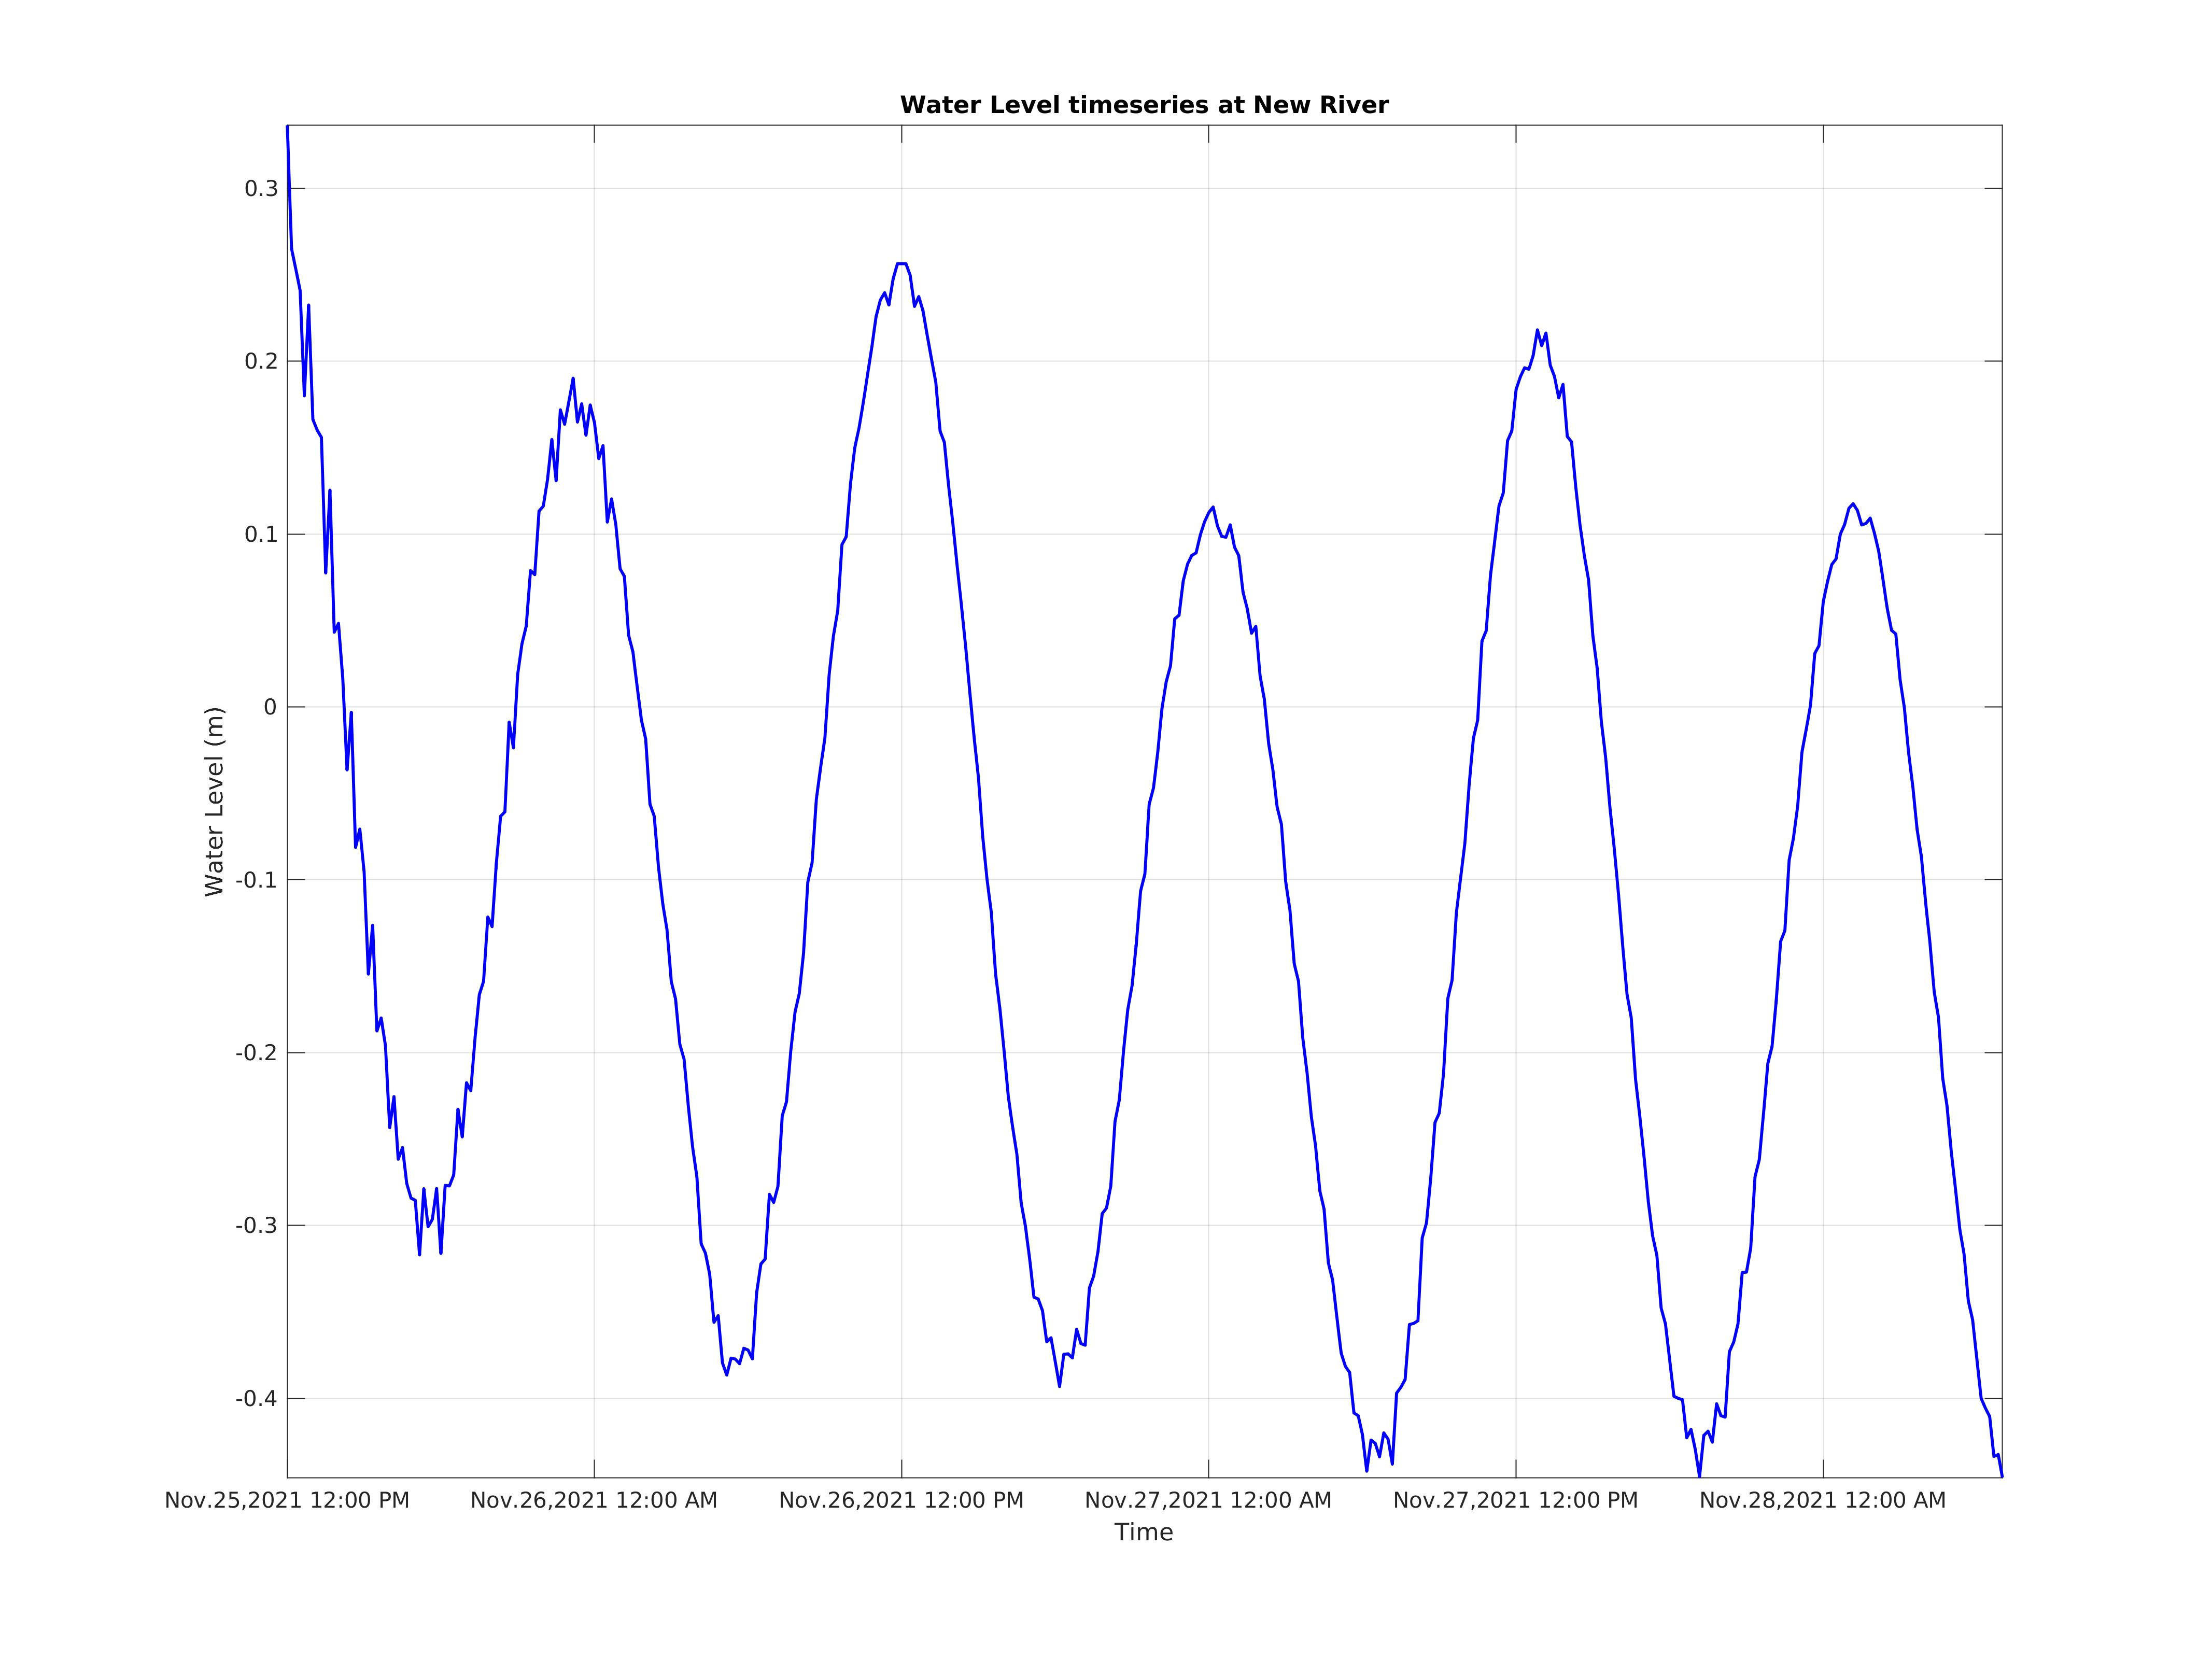 Water Level timeseries at New River
0.3
0.2
0.1
0
-0.1
-0.2
-0.3
-0.4
Water Level (m)
Nov.25,2021 12:00 PM
Nov.26,2021 12:00 AM
Nov.26,2021 12:00 PM
Nov.27,2021 12:00 AM
Nov.27,2021 12:00 PM
Nov.28,2021 12:00 AM
Time